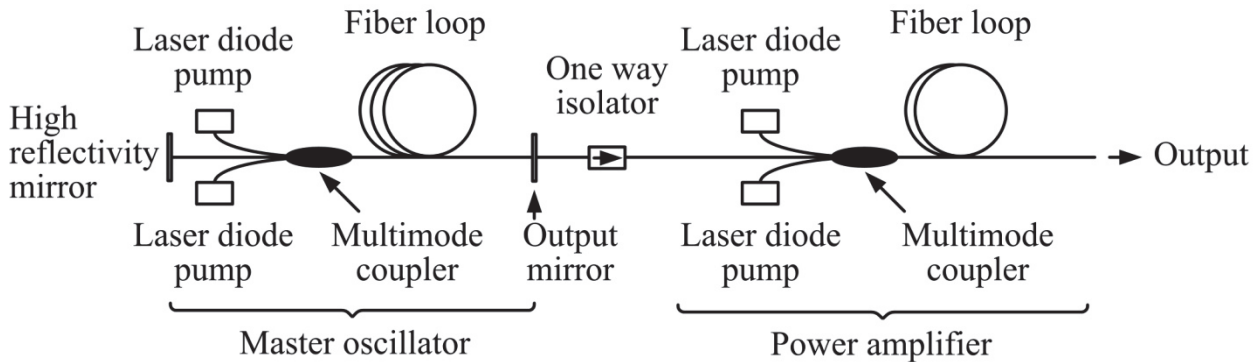 Laser diode
pump
Fiber loop
One way
isolator
Laser diode
pump
Fiber loop
High
reflectivity
mirror
Output
Laser diode
pump
Multimode
coupler
Output
mirror
Laser diode
pump
Multimode
coupler
Master oscillator
Power amplifier